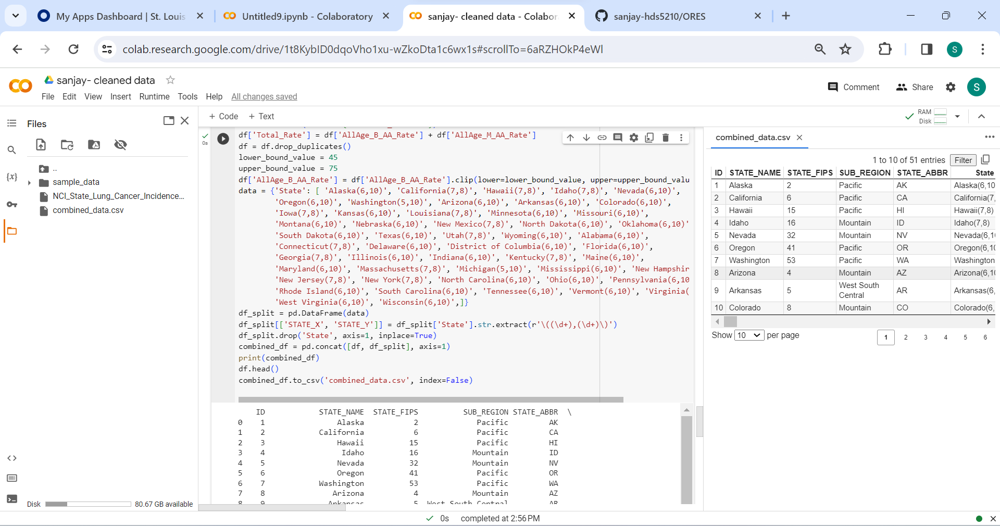 My Apps Dashboard | St. Louis
Untitled9.ipynb - Colaboratory
sanjay- cleaned data - Colabor
sanjay-hds5210/ORES
colab.research.google.com/drive/1t8KybID0dqoVho1xu-wZkoDta1c6wx1s#scrollTo=6aRZHOkP4eWl
S
sanjay- cleaned data
File Edit View Insert Runtime Tools Help All changes saved
Comment Share S
Files
+ Code + Text
RAM
Disk
..
sample_data
NCI_State_Lung_Cancer_Incidence...
combined_data.csv
{x}
Disk 80.67 GB available
0s
df['Total_Rate'] = df['AllAge_B_AA_Rate'] + df['AllAge_M_AA_Rate']
df = df.drop_duplicates()
lower_bound_value = 45
upper_bound_value = 75
df['AllAge_B_AA_Rate'] = df['AllAge_B_AA_Rate'].clip(lower=lower_bound_value, upper=upper_bound_valu
data = {'State': [ 'Alaska(6,10)', 'California(7,8)', 'Hawaii(7,8)', 'Idaho(7,8)', 'Nevada(6,10)',
'Oregon(6,10)', 'Washington(5,10)', 'Arizona(6,10)', 'Arkansas(6,10)', 'Colorado(6,10)',
'Iowa(7,8)', 'Kansas(6,10)', 'Louisiana(7,8)', 'Minnesota(6,10)', 'Missouri(6,10)',
'Montana(6,10)', 'Nebraska(6,10)', 'New Mexico(7,8)', 'North Dakota(6,10)', 'Oklahoma(6,10)'
'South Dakota(6,10)', 'Texas(6,10)', 'Utah(7,8)', 'Wyoming(6,10)', 'Alabama(6,10)',
'Connecticut(7,8)', 'Delaware(6,10)', 'District of Columbia(6,10)', 'Florida(6,10)',
'Georgia(7,8)', 'Illinois(6,10)', 'Indiana(6,10)', 'Kentucky(7,8)', 'Maine(6,10)',
'Maryland(6,10)', 'Massachusetts(7,8)', 'Michigan(5,10)', 'Mississippi(6,10)', 'New Hampshir
'New Jersey(7,8)', 'New York(7,8)', 'North Carolina(6,10)', 'Ohio(6,10)', 'Pennsylvania(6,10
'Rhode Island(6,10)', 'South Carolina(6,10)', 'Tennessee(6,10)', 'Vermont(6,10)', 'Virginia(
'West Virginia(6,10)', 'Wisconsin(6,10)',]}
df_split = pd.DataFrame(data)
df_split[['STATE_X', 'STATE_Y']] = df_split['State'].str.extract(r'\((\d+),(\d+)\)')
df_split.drop('State', axis=1, inplace=True)
combined_df = pd.concat([df, df_split], axis=1)
print(combined_df)
df.head()
combined_df.to_csv('combined_data.csv', index=False)
ID STATE_NAME STATE_FIPS SUB_REGION STATE_ABBR \
0 1 Alaska 2 Pacific AK
1 2 California 6 Pacific CA
2 3 Hawaii 15 Pacific HI
3 4 Idaho 16 Mountain ID
4 5 Nevada 32 Mountain NV
5 6 Oregon 41 Pacific OR
6 7 Washington 53 Pacific WA
7 8 Arizona 4 Mountain AZ
8 9 Arkansas 5 West South Central AR
combined_data.csv
1 to 10 of 51 entries Filter
ID STATE_NAME STATE_FIPS SUB_REGION STATE_ABBR State
1 Alaska 2 Pacific AK Alaska(6,10
2 California 6 Pacific CA California(7,
3 Hawaii 15 Pacific HI Hawaii(7,8)
4 Idaho 16 Mountain ID Idaho(7,8)
5 Nevada 32 Mountain NV Nevada(6,10
6 Oregon 41 Pacific OR Oregon(6,10
7 Washington 53 Pacific WA Washington
8 Arizona 4 Mountain AZ Arizona(6,10
9 Arkansas 5 West South Central AR Arkansas(6,
10 Colorado 8 Mountain CO Colorado(6,
Show 10 per page 1 2 3 4 5 6
0s completed at 2:56 PM